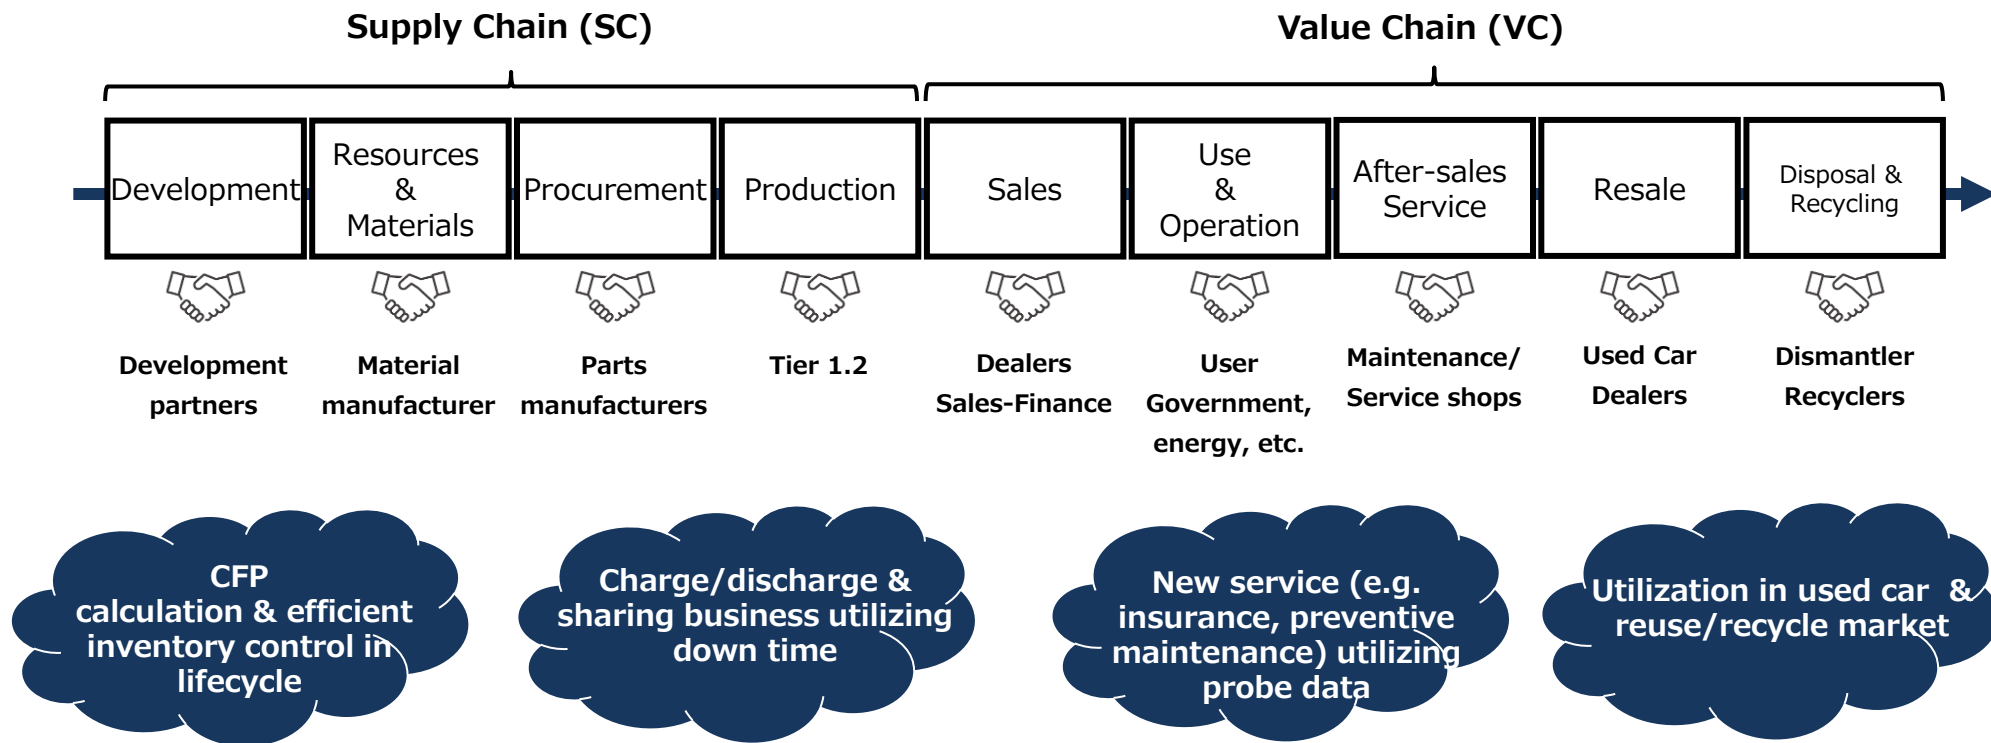 Supply Chain (SC)
Value Chain (VC)
Development
Resources
&
Materials
Procurement
Production
Sales
Use
&
Operation
After-sales
Service
Resale
Disposal &
Recycling
Development
partners
Material
manufacturer
Parts
manufacturers
Tier 1.2
Dealers
Sales-Finance
User
Government,
energy, etc.
Maintenance/
Service shops
Used Car
Dealers
Dismantler
Recyclers
CFP
calculation & efficient
inventory control in
lifecycle
Charge/discharge &
sharing business utilizing
down time
New service (e.g.
insurance, preventive
maintenance) utilizing
probe data
Utilization in used car &
reuse/recycle market